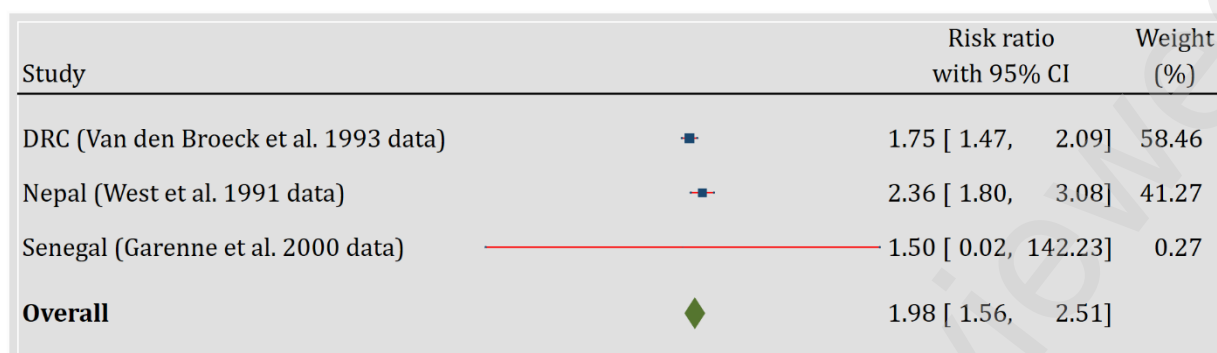 Risk ratio Weight
Study with 95% CI (%)
DRC (Van den Broeck et al. 1993 data) 1.75 [ 1.47, 2.09] 58.46
Nepal (West et al. 1991 data) 2.36 [ 1.80, 3.08] 41.27
Senegal (Garenne et al. 2000 data) 1.50 [ 0.02, 142.23] 0.27
Overall 1.98 [ 1.56, 2.51]